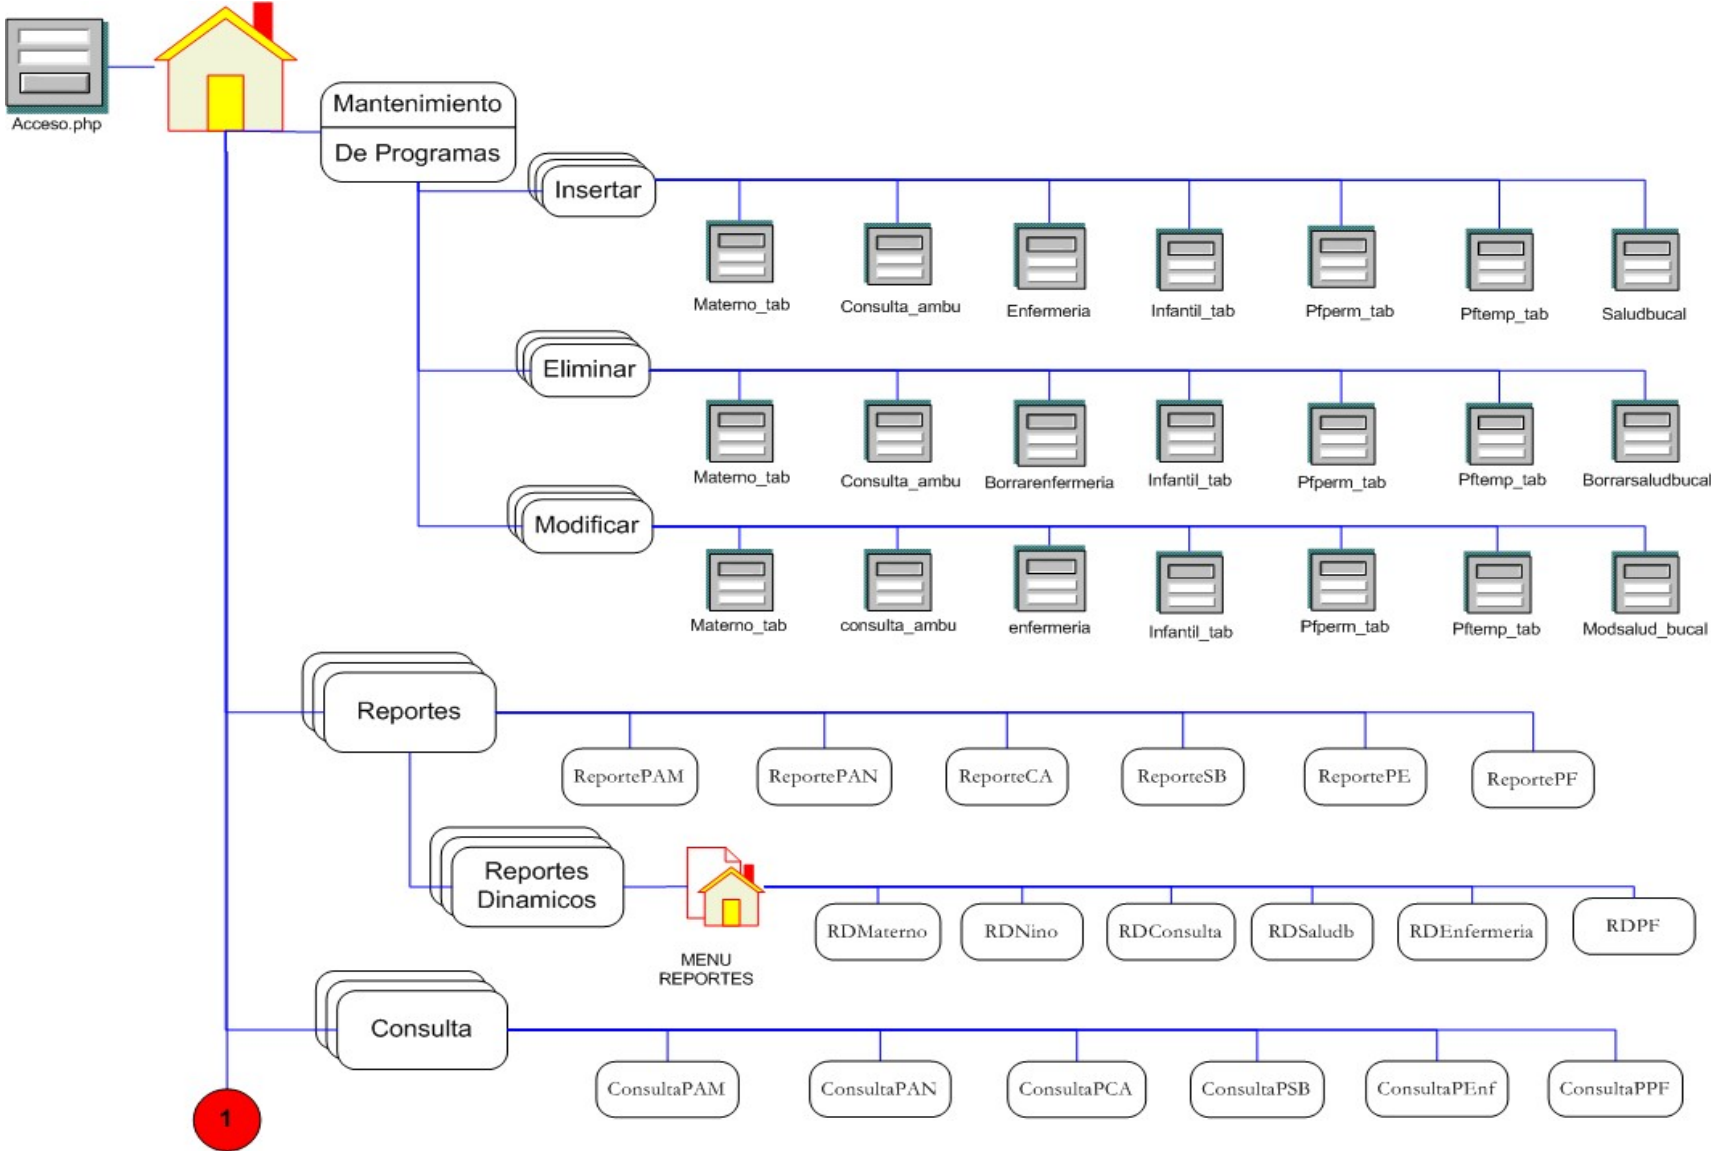 Acceso.php
Mantenimiento
De Programas
Insertar
Materno_tab
Consulta_ambu
Enfermeria
Infantil_tab
Pfperm_tab
Pftemp_tab
Saludbucal
Eliminar
Materno_tab
Consulta_ambu
Borrarenfermeria
Infantil_tab
Pfperm_tab
Pftemp_tab
Borrarsaludbucal
Modificar
Materno_tab
consulta_ambu
enfermeria
Infantil_tab
Pfperm_tab
Pftemp_tab
Modsalud_bucal
Reportes
ReportePAM
ReportePAN
ReporteCA
ReporteSB
ReportePE
ReportePF
Reportes
Dinamicos
MENU
REPORTES
RDMaterno
RDNino
RDConsulta
RDSaludb
RDEnfermeria
RDPF
Consulta
ConsultaPAM
ConsultaPAN
ConsultaPCA
ConsultaPSB
ConsultaPEnf
ConsultaPPF
1